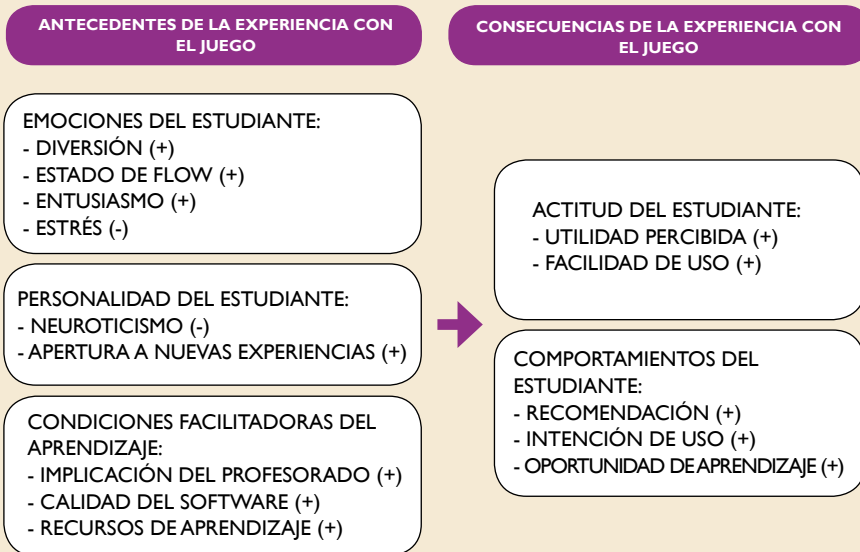 ANTECEDENTES DE LA EXPERIENCIA CON
EL JUEGO
EMOCIONES DEL ESTUDIANTE:
- DIVERSIÓN (+)
- ESTADO DE FLOW (+)
- ENTUSIASMO (+)
- ESTRÉS (-)
PERSONALIDAD DEL ESTUDIANTE:
- NEUROTICISMO (-)
- APERTURA A NUEVAS EXPERIENCIAS (+)
CONDICIONES FACILITADORAS DEL
APRENDIZAJE:
- IMPLICACIÓN DEL PROFESORADO (+)
- CALIDAD DEL SOFTWARE (+)
- RECURSOS DE APRENDIZAJE (+)
CONSECUENCIAS DE LA EXPERIENCIA CON
EL JUEGO
ACTITUD DEL ESTUDIANTE:
- UTILIDAD PERCIBIDA (+)
- FACILIDAD DE USO (+)
COMPORTAMIENTOS DEL
ESTUDIANTE:
- RECOMENDACIÓN (+)
- INTENCIÓN DE USO (+)
- OPORTUNIDAD DE APRENDIZAJE (+)